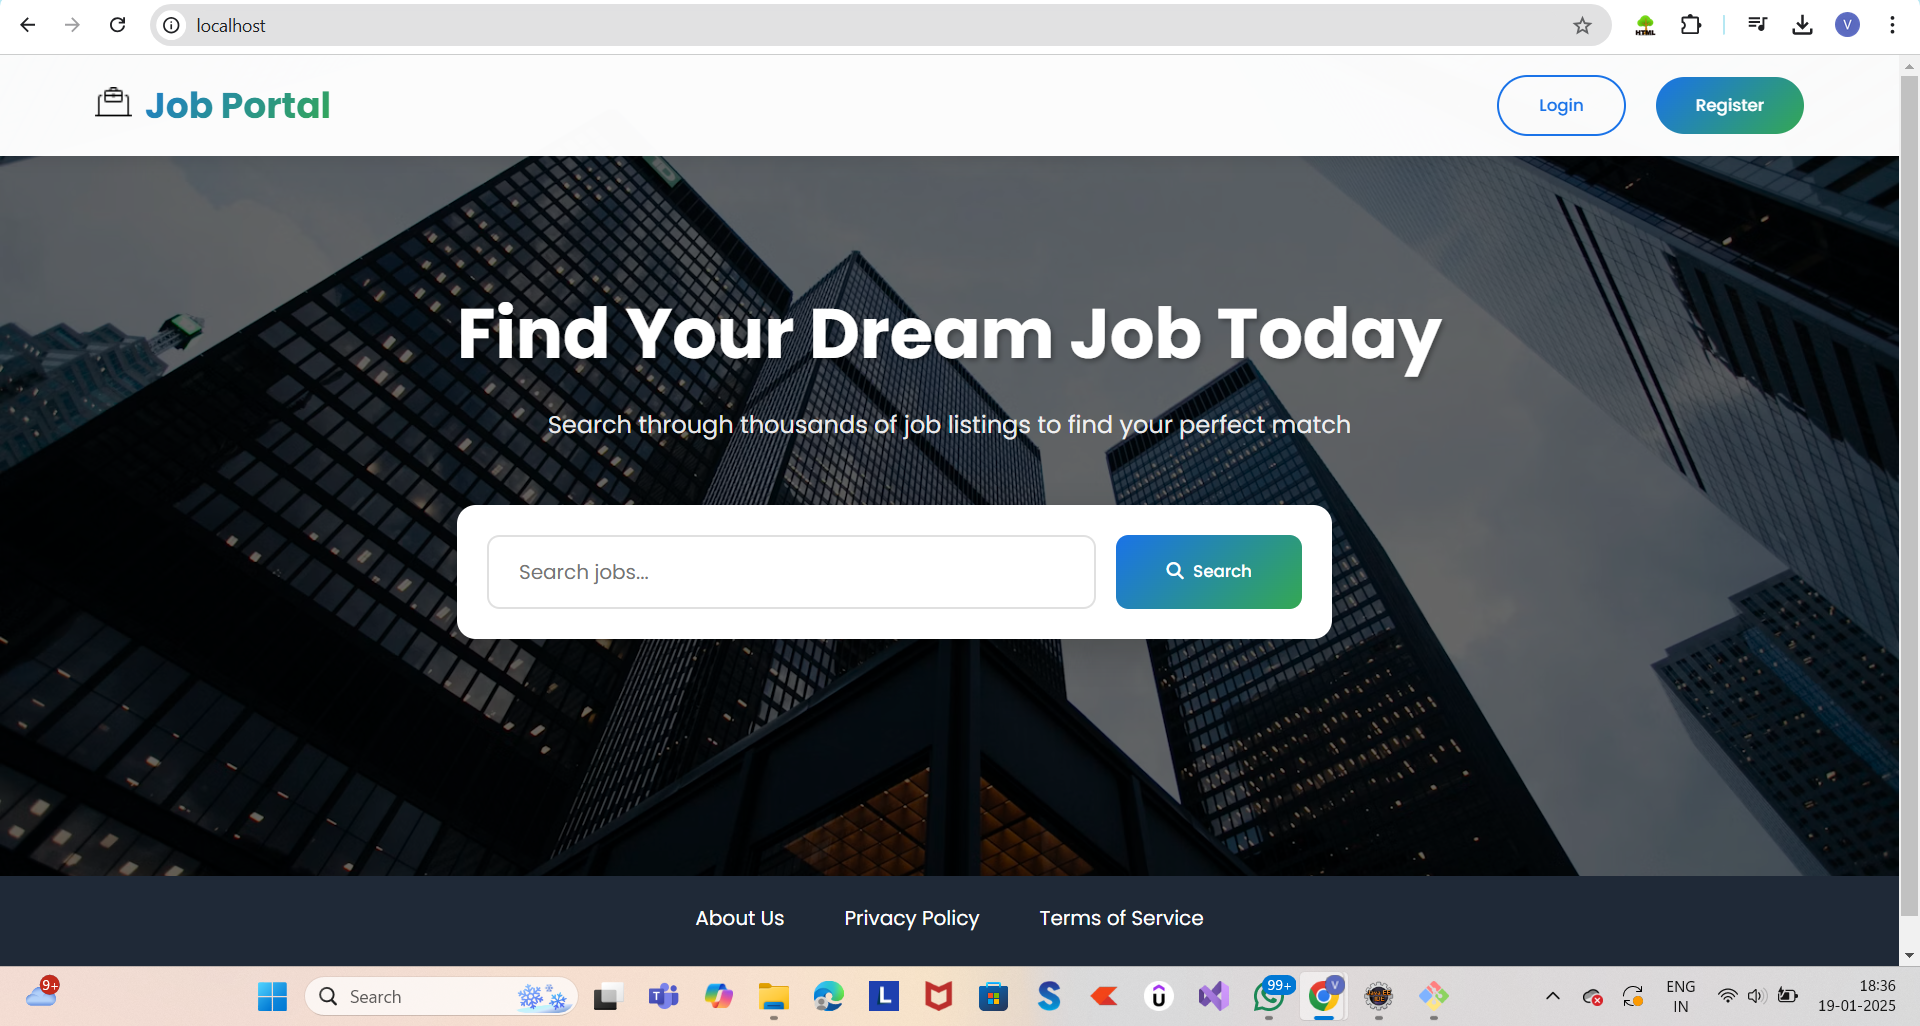 localhost
HTML
V
Job Portal
Login
Register
Find Your Dream Job Today
Search through thousands of job listings to find your perfect match
Search jobs...
Search
About Us
Privacy Policy
Terms of Service
9+
Search
T
L
S
99+
V
ENG
IN
18:36
19-01-2025